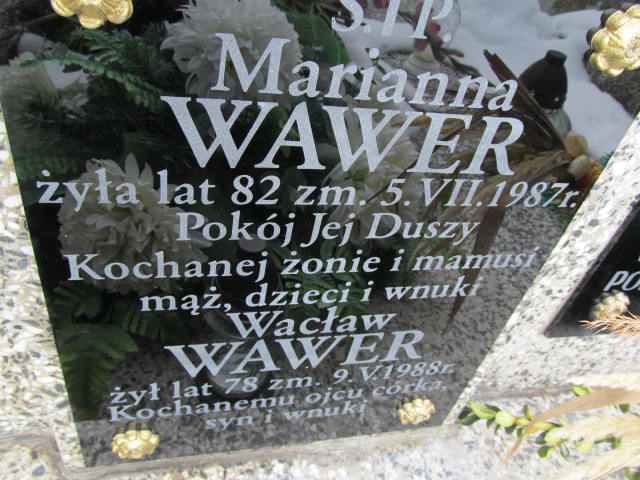 Ś.†P.
Marianna
WAWER
żyła lat 82 zm. 5.VII.1987r.
Pokój Jej Duszy
Kochanej żonie i mamusi
mąż, dzieci i wnuki
Wacław
WAWER
żył lat 78 zm. 9.V.1988r.
Kochanemu ojcu córka,
syn i wnuki
PO